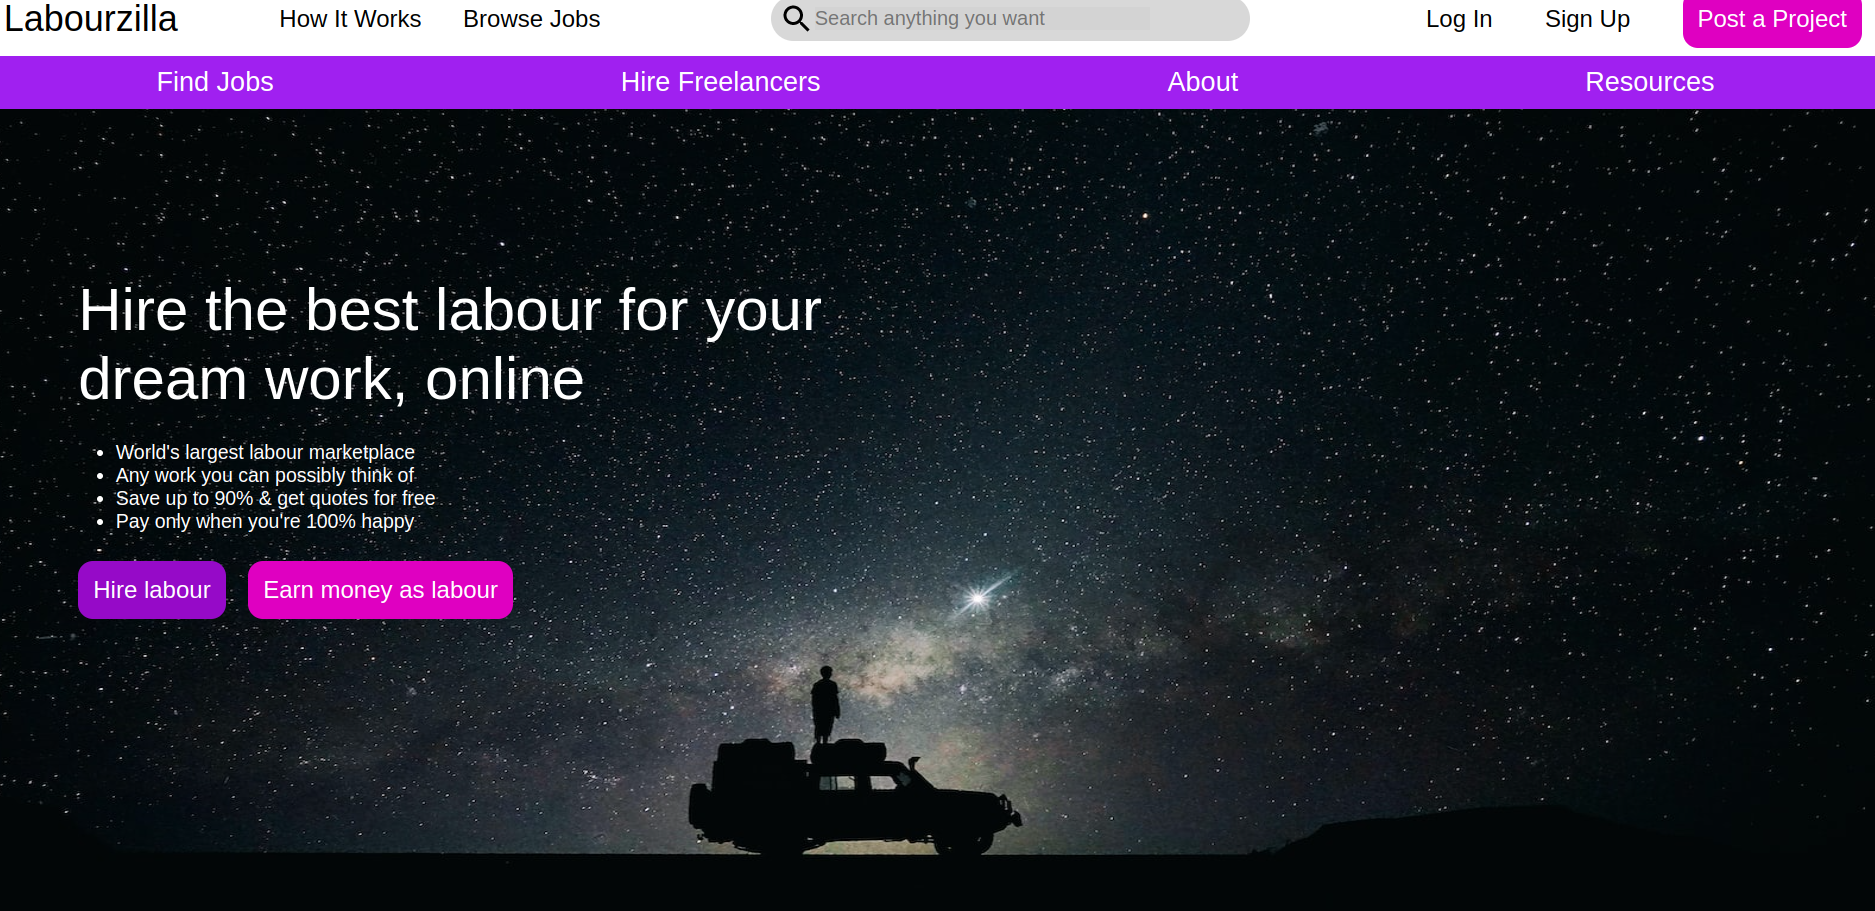 Labourzilla How It Works Browse Jobs Search anything you want Log In Sign Up Post a Project
Find Jobs Hire Freelancers About Resources
Hire the best labour for your
dream work, online
World's largest labour marketplace
Any work you can possibly think of
Save up to 90% & get quotes for free
Pay only when you're 100% happy
Hire labour Earn money as labour